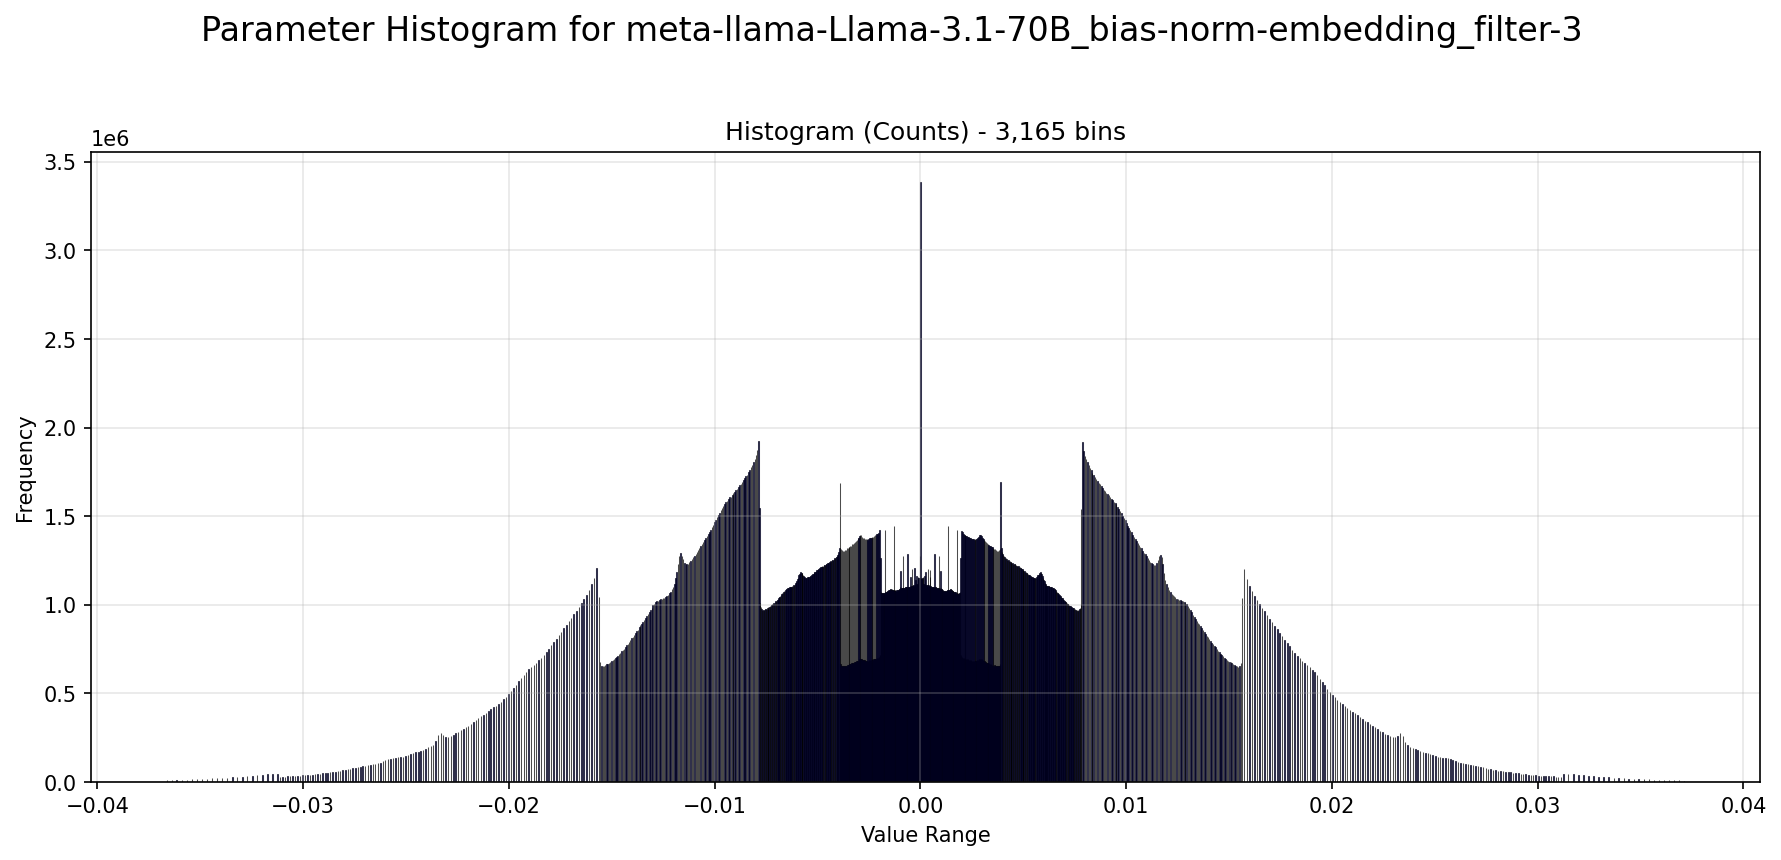 Parameter Histogram for meta-llama-Llama-3.1-70B_bias-norm-embedding_filter-3
Histogram (Counts) - 3,165 bins
1e6
3.5
3.0
2.5
2.0
1.5
1.0
0.5
0.0
Frequency
−0.04 −0.03 −0.02 −0.01 0.00 0.01 0.02 0.03 0.04
Value Range